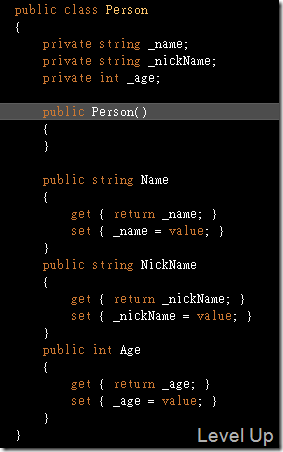 public class Person
{
    private string _name;
    private string _nickName;
    private int _age;

    public Person()
    {
    }

    public string Name
    {
        get { return _name; }
        set { _name = value; }
    }
    public string NickName
    {
        get { return _nickName; }
        set { _nickName = value; }
    }
    public int Age
    {
        get { return _age; }
        set { _age = value; }
    }
}
Level Up